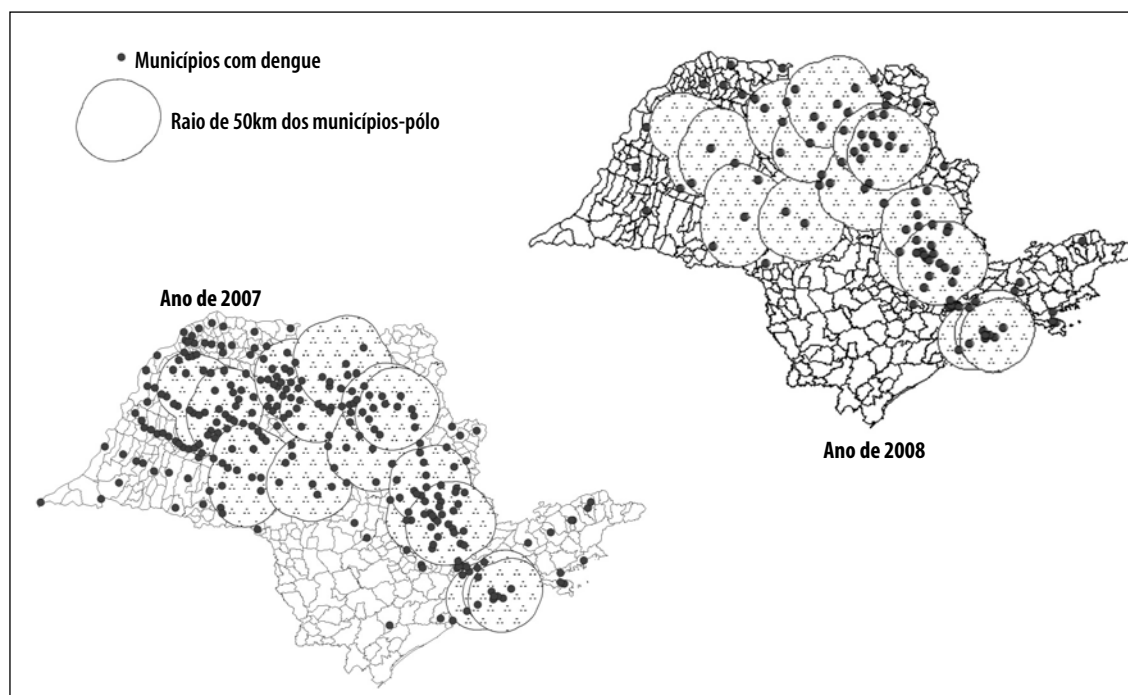 Municípios com dengue
Raio de 50km dos municípios-pólo
Ano de 2007
Ano de 2008